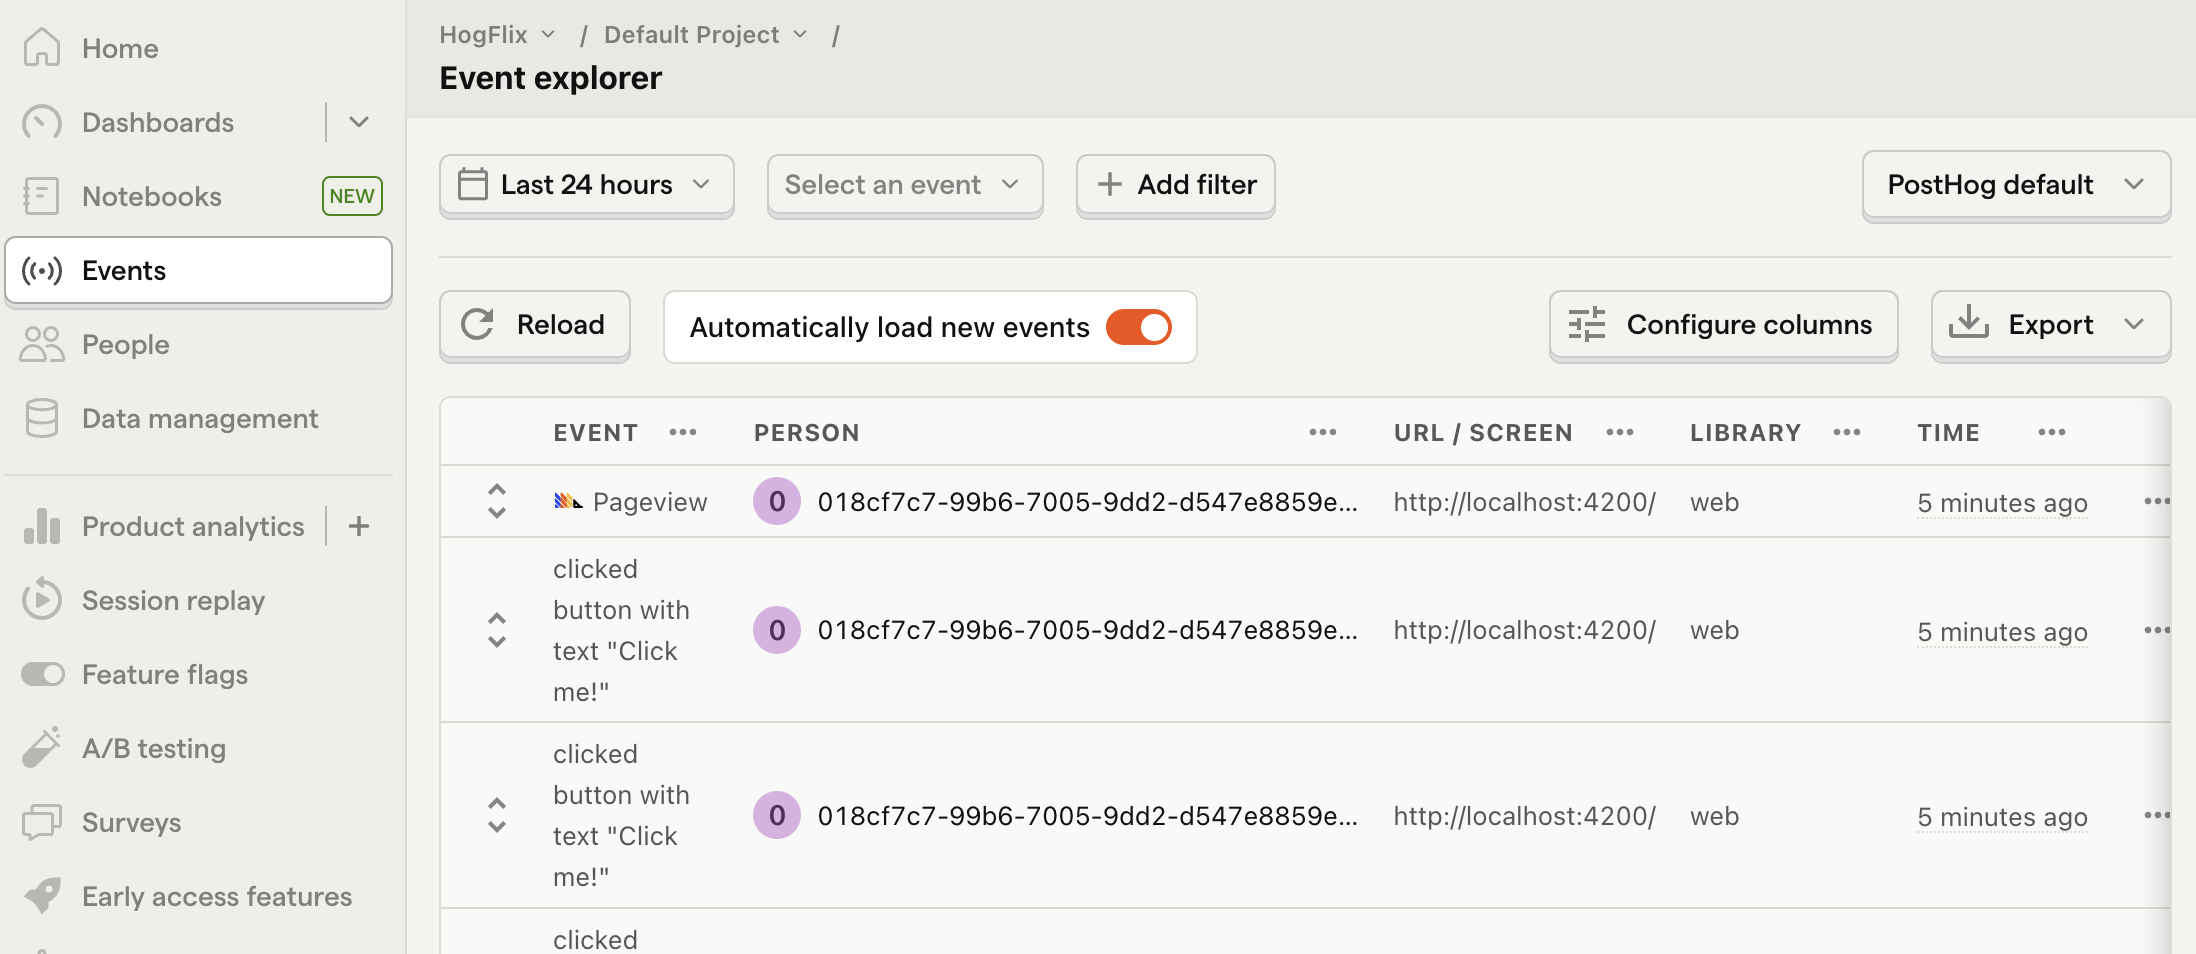 Home
Dashboards
Notebooks NEW
Events
People
Data management
Product analytics
Session replay
Feature flags
A/B testing
Surveys
Early access features
HogFlix / Default Project /
Event explorer
Last 24 hours Select an event + Add filter PostHog default
Reload Automatically load new events Configure columns Export
EVENT ••• PERSON ••• URL / SCREEN ••• LIBRARY ••• TIME •••
Pageview 0 018cf7c7-99b6-7005-9dd2-d547e8859e... http://localhost:4200/ web 5 minutes ago •••
clicked
button with
text "Click
me!"
0 018cf7c7-99b6-7005-9dd2-d547e8859e... http://localhost:4200/ web 5 minutes ago •••
clicked
button with
text "Click
me!"
0 018cf7c7-99b6-7005-9dd2-d547e8859e... http://localhost:4200/ web 5 minutes ago •••
clicked